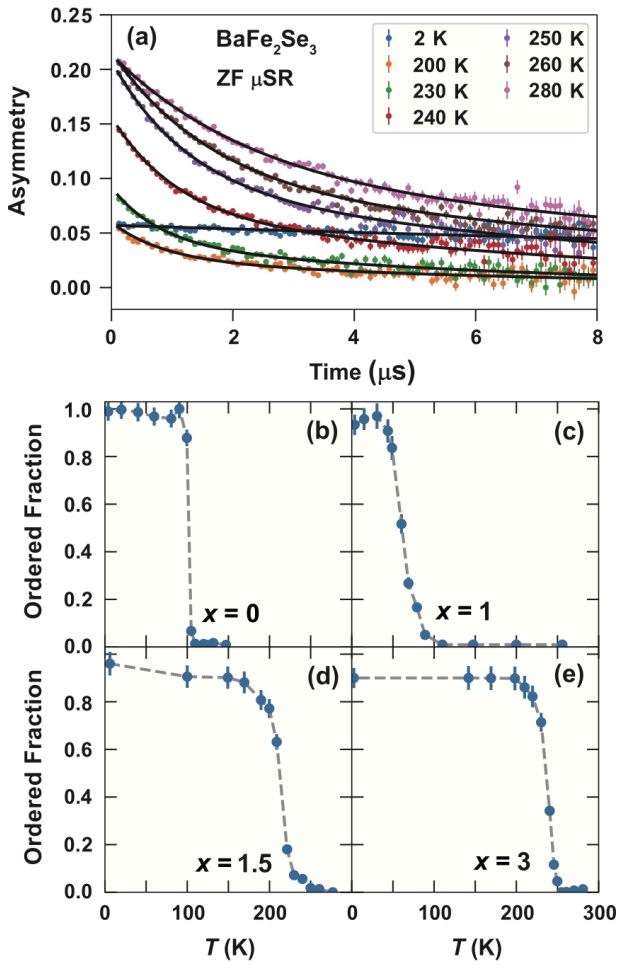 (a)
BaFe₂Se₃
ZF μSR
2 K
200 K
230 K
240 K
250 K
260 K
280 K
Asymmetry
0.25
0.20
0.15
0.10
0.05
0.00
0 2 4 6 8
Time (μs)
(b)
Ordered Fraction
1.0
0.8
0.6
0.4
0.2
0.0
x = 0
(c)
x = 1
(d)
Ordered Fraction
0.8
0.6
0.4
0.2
0.0
x = 1.5
0 100 200
T (K)
(e)
x = 3
0 100 200 300
T (K)